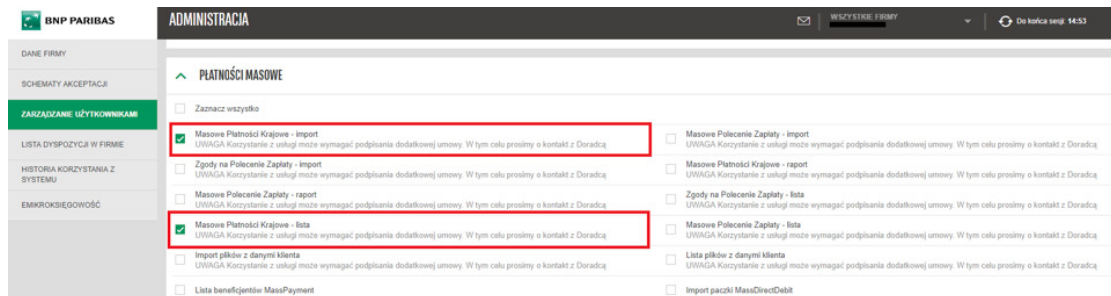 BNP PARIBAS
ADMINISTRACJA
WSZYSTKIE FIRMY
Do końca sesji: 14:53
DANE FIRMY
SCHEMATY AKCEPTACJI
ZARZĄDZANIE UŻYTKOWNIKAMI
LISTA DYSPOZYCJI W FIRMIE
HISTORIA KORZYSTANIA Z
SYSTEMU
EMIKROKSIĘGOWOŚĆ
PŁATNOŚCI MASOWE
Zaznacz wszystko
Masowe Płatności Krajowe - import
UWAGA Korzystanie z usługi może wymagać podpisania dodatkowej umowy. W tym celu prosimy o kontakt z Doradcą
Masowe Polecenie Zapłaty - import
UWAGA Korzystanie z usługi może wymagać podpisania dodatkowej umowy. W tym celu prosimy o kontakt z Doradcą
Zgody na Polecenie Zapłaty - import
UWAGA Korzystanie z usługi może wymagać podpisania dodatkowej umowy. W tym celu prosimy o kontakt z Doradcą
Masowe Płatności Krajowe - raport
UWAGA Korzystanie z usługi może wymagać podpisania dodatkowej umowy. W tym celu prosimy o kontakt z Doradcą
Masowe Polecenie Zapłaty - raport
UWAGA Korzystanie z usługi może wymagać podpisania dodatkowej umowy. W tym celu prosimy o kontakt z Doradcą
Zgody na Polecenie Zapłaty - lista
UWAGA Korzystanie z usługi może wymagać podpisania dodatkowej umowy. W tym celu prosimy o kontakt z Doradcą
Masowe Płatności Krajowe - lista
UWAGA Korzystanie z usługi może wymagać podpisania dodatkowej umowy. W tym celu prosimy o kontakt z Doradcą
Masowe Polecenie Zapłaty - lista
UWAGA Korzystanie z usługi może wymagać podpisania dodatkowej umowy. W tym celu prosimy o kontakt z Doradcą
Import plików z danymi klienta
UWAGA Korzystanie z usługi może wymagać podpisania dodatkowej umowy. W tym celu prosimy o kontakt z Doradcą
Lista plików z danymi klienta
UWAGA Korzystanie z usługi może wymagać podpisania dodatkowej umowy. W tym celu prosimy o kontakt z Doradcą
Lista beneficjentów MassPayment
Import paczki MassDirectDebit